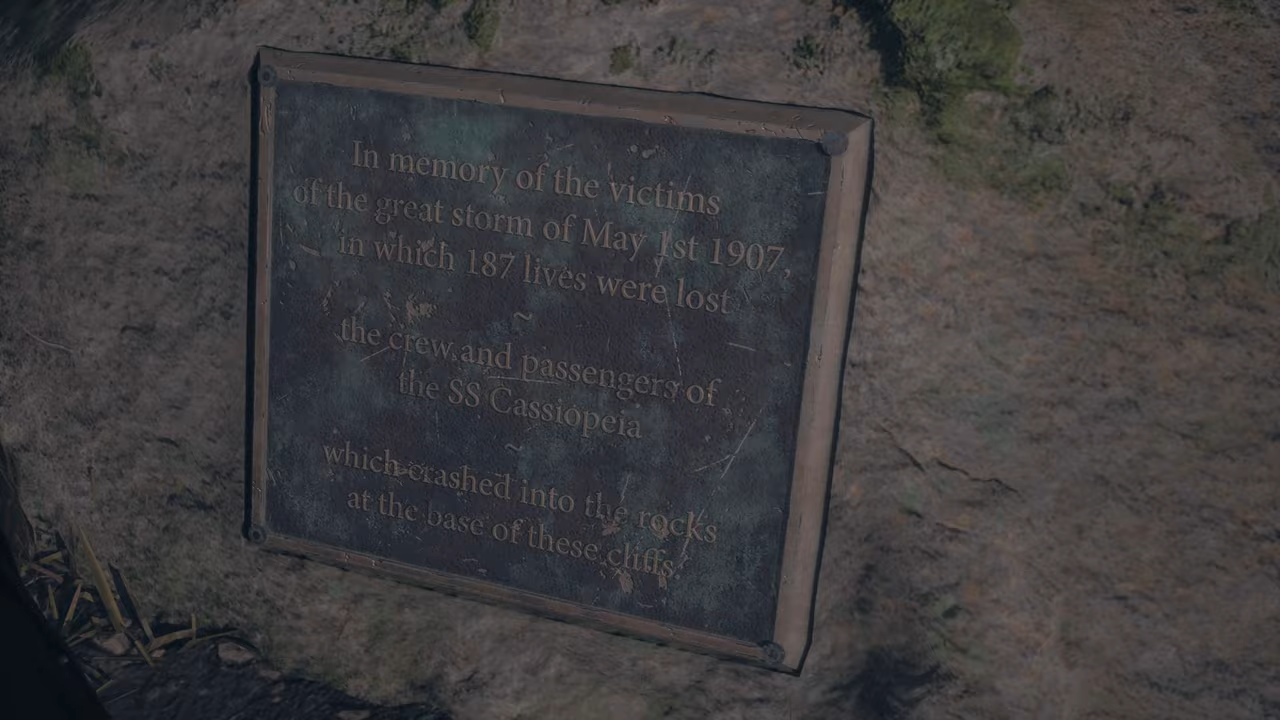 In memory of the victims
of the great storm of May 1st 1907,
in which 187 lives were lost
~
the crew and passengers of
the SS Cassiopeia
~
which crashed into the rocks
at the base of these cliffs